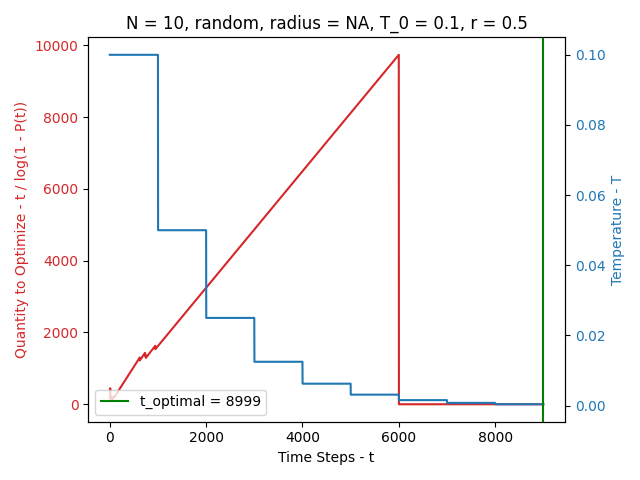 N = 10, random, radius = NA, T_0 = 0.1, r = 0.5
Quantity to Optimize - t / log(1 - P(t))
10000
8000
6000
4000
2000
0
0.10
0.08
0.06
0.04
0.02
0.00
Temperature - T
t_optimal = 8999
0 2000 4000 6000 8000
Time Steps - t